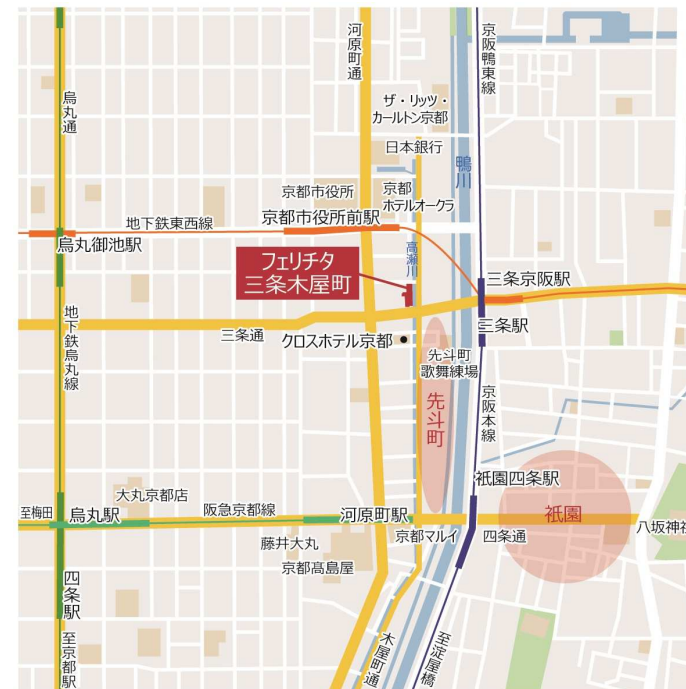 河原町通
京阪鴨東線
烏丸通
ザ・リッツ・
カールトン京都
日本銀行
鴨川
京都市役所
京都
ホテルオークラ
地下鉄東西線
京都市役所前駅
烏丸御池駅
高瀬川
フェリチタ
三条木屋町
三条京阪駅
地下鉄烏丸線
三条通
クロスホテル京都
三条駅
先斗町
歌舞練場
京阪本線
先斗町
祇園四条駅
大丸京都店
至梅田
烏丸駅
阪急京都線
河原町駅
祇園
京都マルイ
四条通
八坂神社
藤井大丸
京都髙島屋
四条駅
至京都駅
木屋町通
至淀屋橋